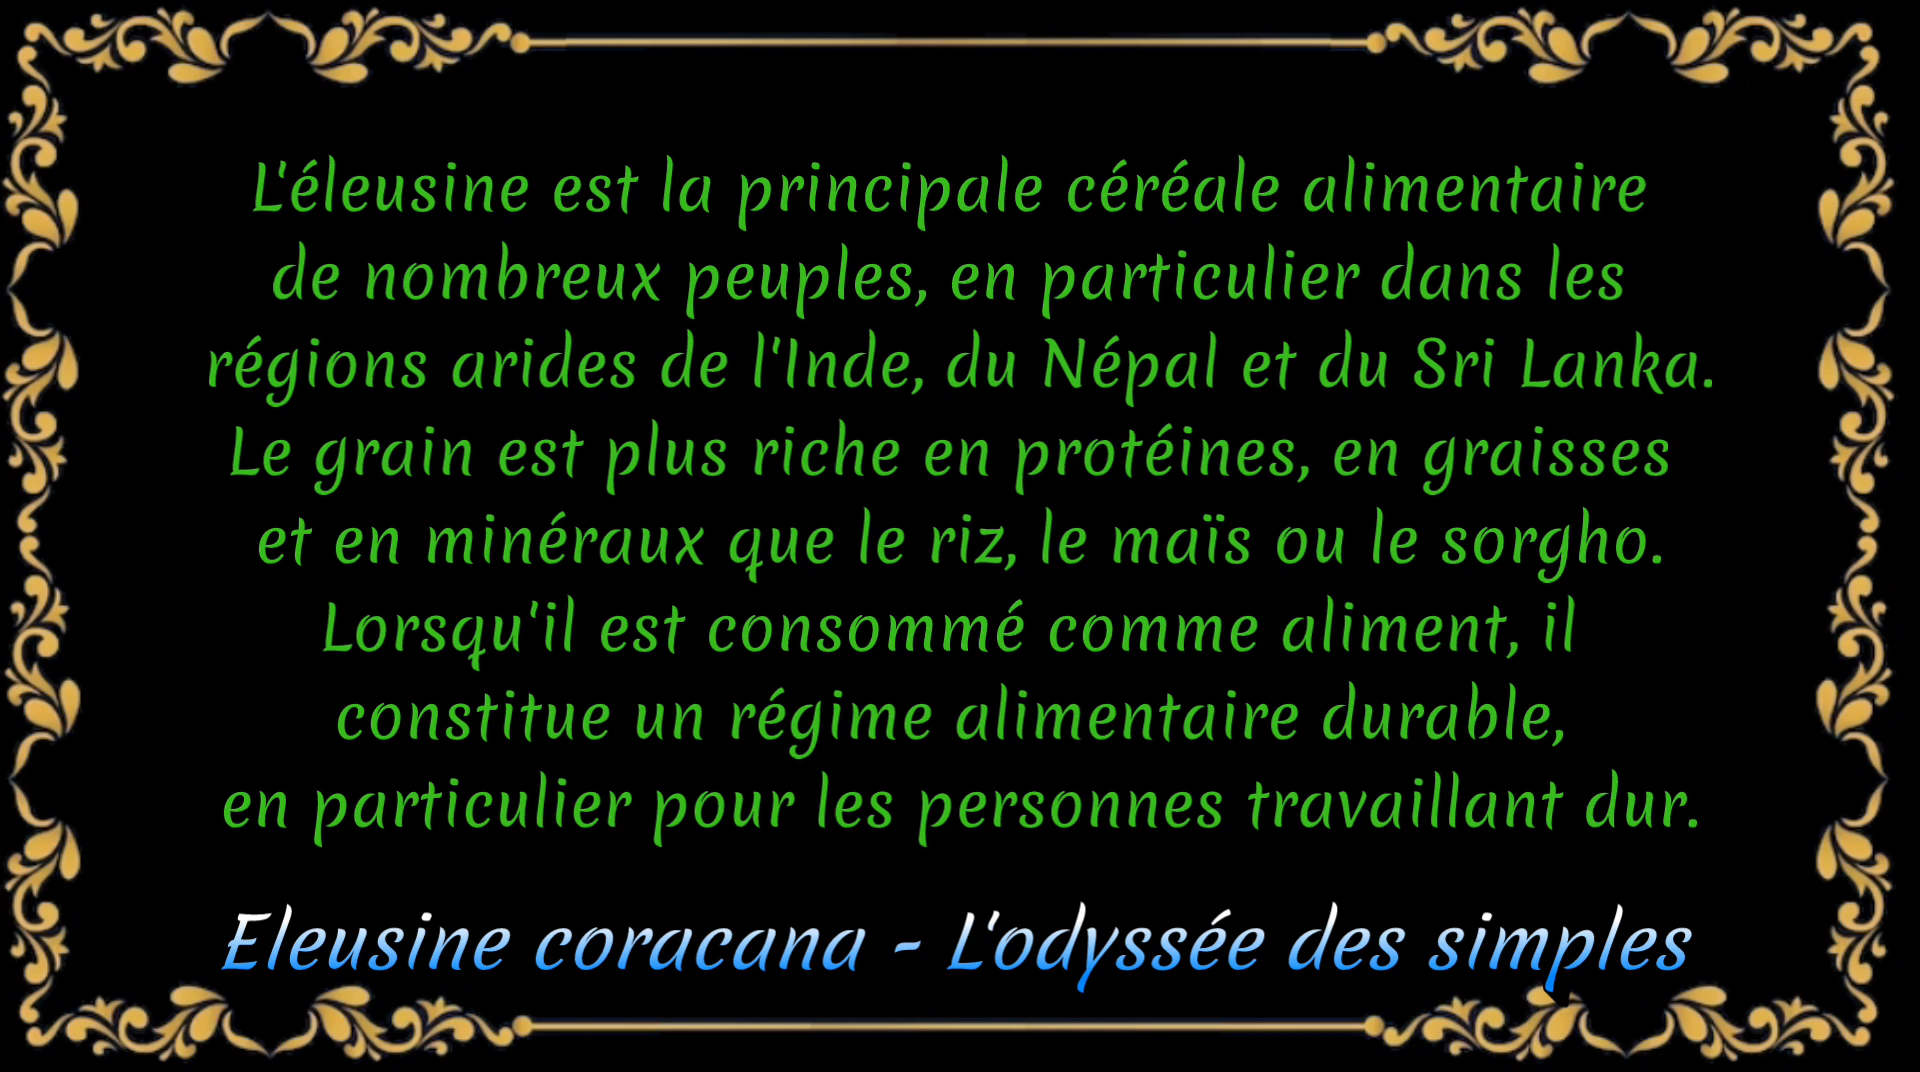 L'éleusine est la principale céréale alimentaire
de nombreux peuples, en particulier dans les
régions arides de l'Inde, du Népal et du Sri Lanka.
Le grain est plus riche en protéines, en graisses
et en minéraux que le riz, le maïs ou le sorgho.
Lorsqu'il est consommé comme aliment, il
constitue un régime alimentaire durable,
en particulier pour les personnes travaillant dur.
Eleusine coracana - L'odyssée des simples